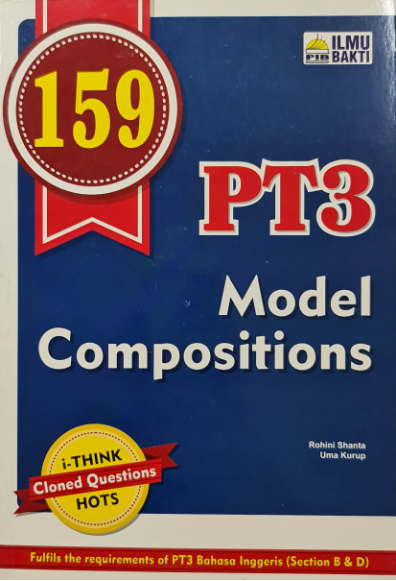 159
PIB
ILMU
BAKTI
PT3
Model
Compositions
Rohini Shanta
Uma Kurup
i-THINK
Cloned Questions
HOTS
Fulfils the requirements of PT3 Bahasa Inggeris (Section B & D)